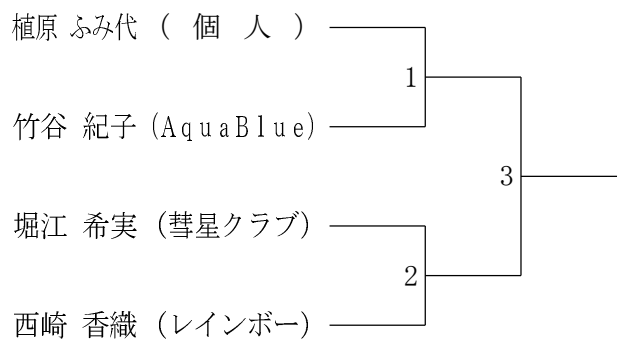 植原 ふみ代 ( 個 人 )
1
竹谷 紀子 (AquaBlue)
3
堀江 希実 (彗星クラブ)
2
西崎 香織 (レインボー)